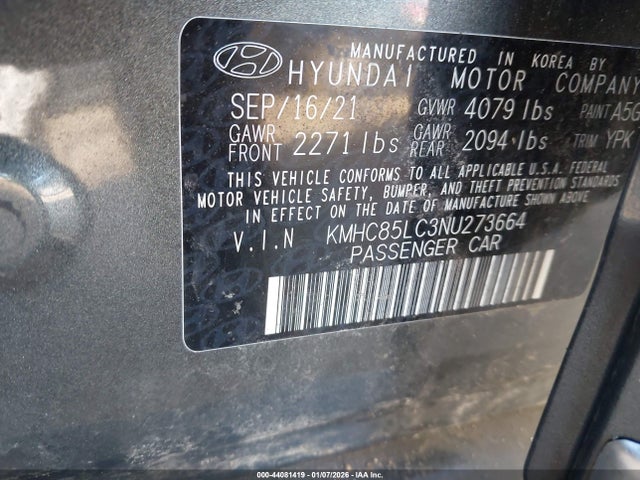 MANUFACTURED IN KOREA BY
HYUNDAI MOTOR COMPANY
SEP/16/21 GVWR 4079 lbs PAINT A5G
GAWR FRONT 2271 lbs GAWR REAR 2094 lbs TRIM YPK
THIS VEHICLE CONFORMS TO ALL APPLICABLE U.S.A. FEDERAL
MOTOR VEHICLE SAFETY, BUMPER, AND THEFT PREVENTION STANDARDS
IN EFFECT ON THE DATE OF MANUFACTURE SHOWN ABOVE.
V.I.N KMHC85LC3NU273664
PASSENGER CAR
000-44081419 | 01/07/2026 - IAA Inc.